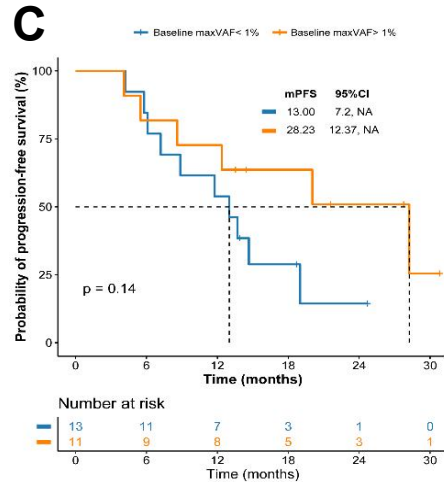 C
Baseline maxVAF< 1% Baseline maxVAF> 1%
Probability of progression-free survival (%)
100
75
50
25
0
mPFS 95%CI
13.00 7.2, NA
28.23 12.37, NA
p = 0.14
0 6 12 18 24 30
Time (months)
Number at risk
13 11 7 3 1 0
11 9 8 5 3 1
0 6 12 18 24 30
Time (months)